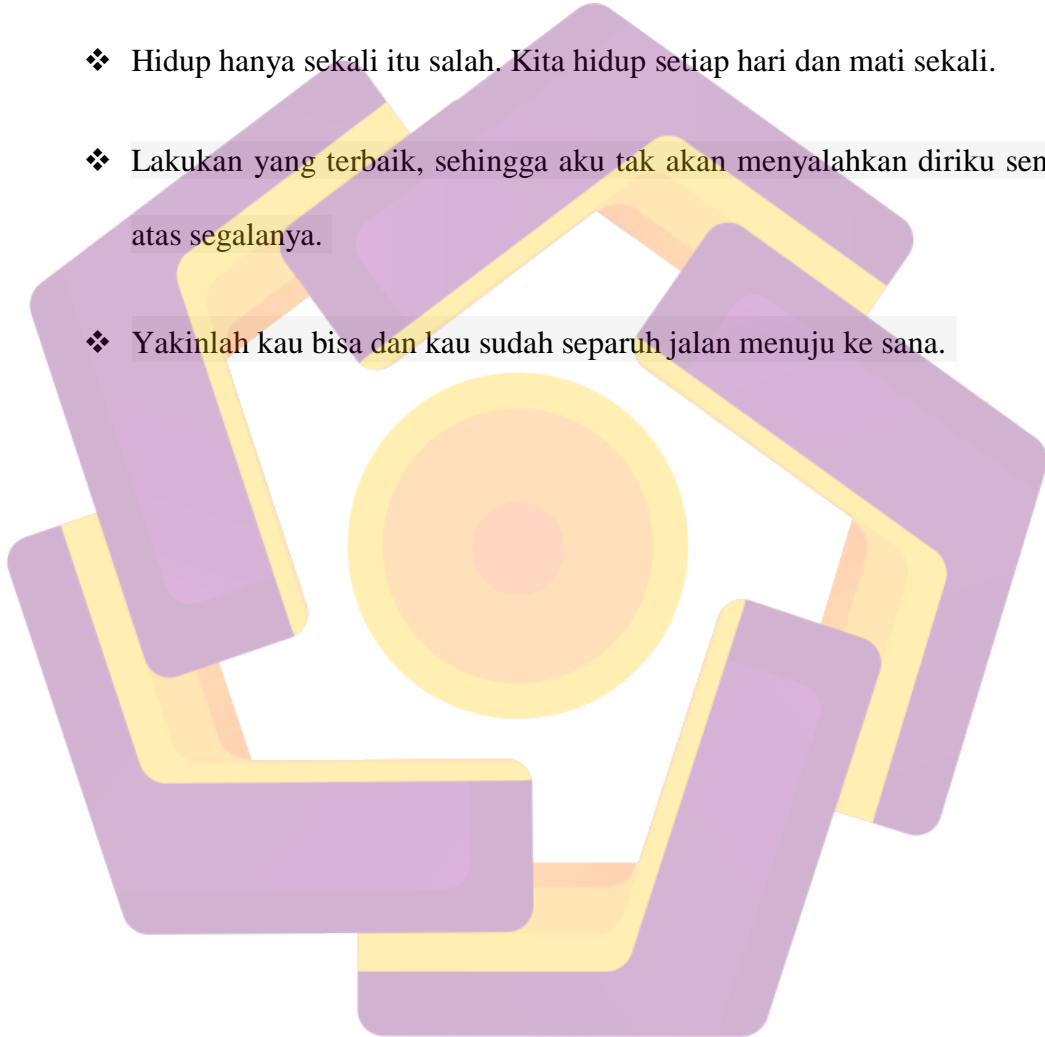 ❖ Hidup hanya sekali itu salah. Kita hidup setiap hari dan mati sekali.
❖ Lakukan yang terbaik, sehingga aku tak akan menyalahkan diriku sen
atas segalanya.
❖ Yakinlah kau bisa dan kau sudah separuh jalan menuju ke sana.